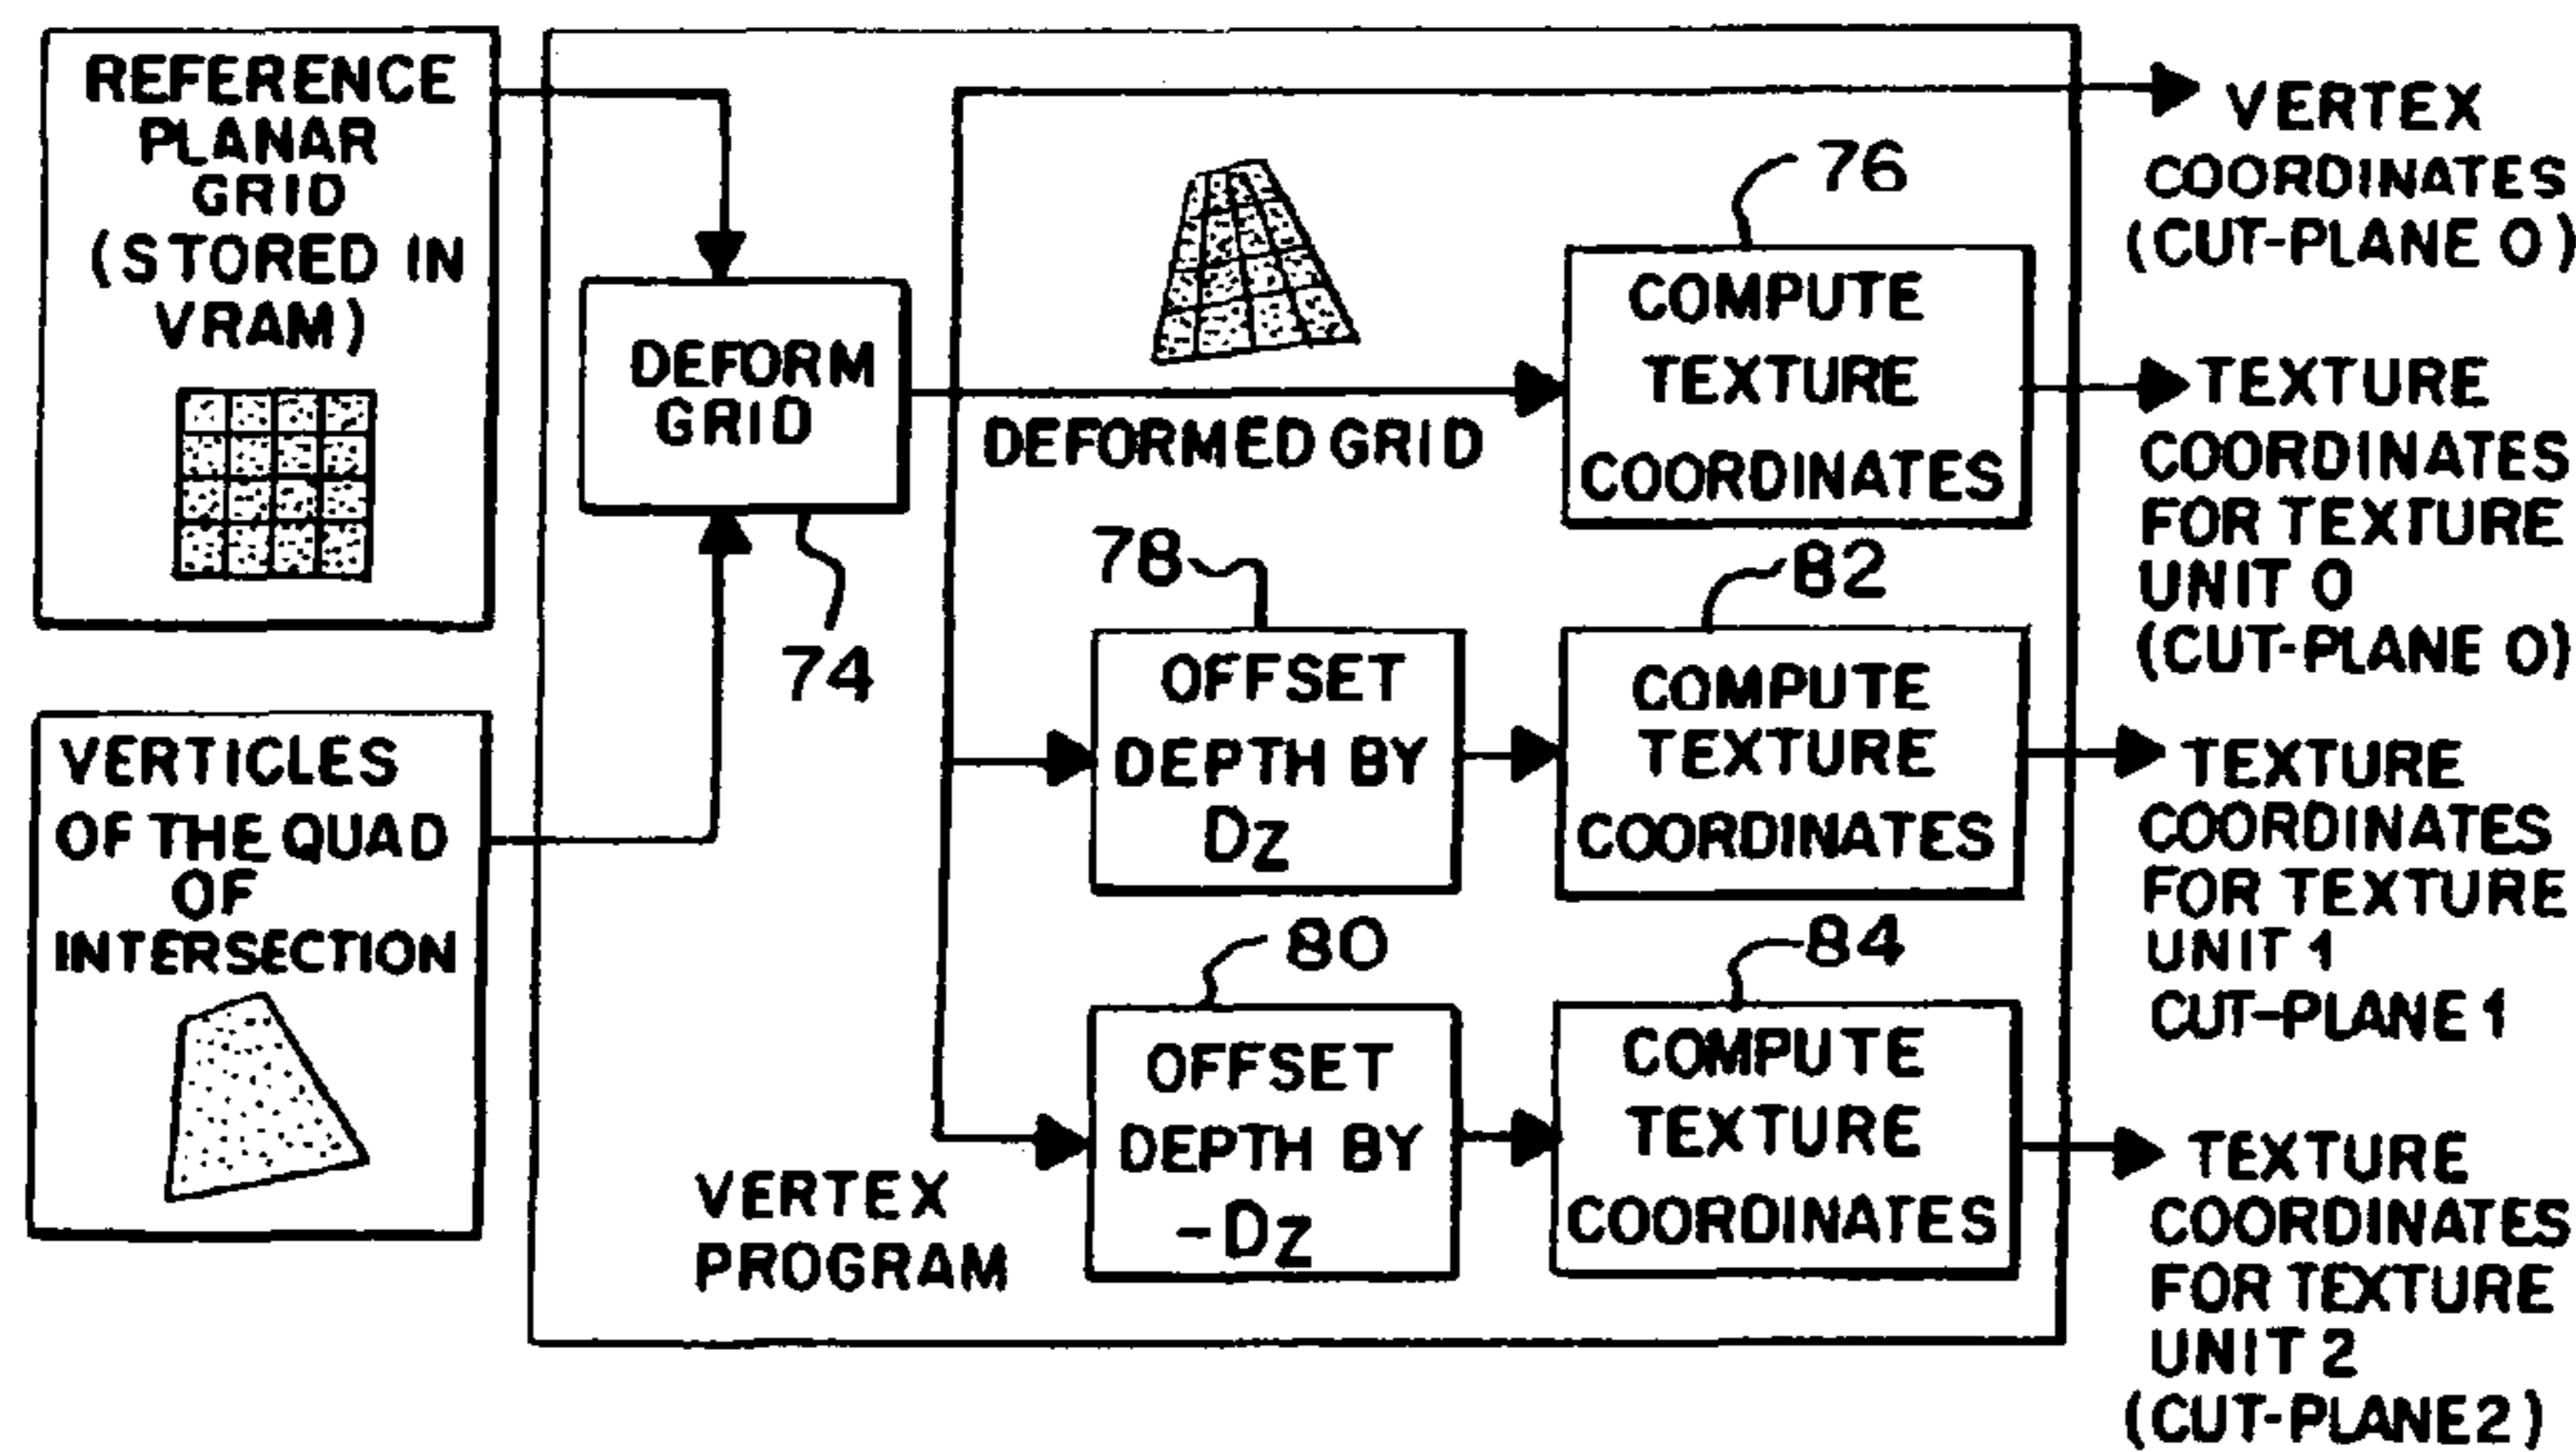 REFERENCE
PLANAR
GRID
(STORED IN
VRAM)
VERTICLES
OF THE QUAD
OF
INTERSECTION
DEFORM
GRID
74
DEFORMED GRID
76
COMPUTE
TEXTURE
COORDINATES
78
OFFSET
DEPTH BY
Dz
82
COMPUTE
TEXTURE
COORDINATES
80
OFFSET
DEPTH BY
-Dz
84
COMPUTE
TEXTURE
COORDINATES
VERTEX
PROGRAM
VERTEX
COORDINATES
(CUT-PLANE 0)
TEXTURE
COORDINATES
FOR TEXTURE
UNIT 0
(CUT-PLANE 0)
TEXTURE
COORDINATES
FOR TEXTURE
UNIT 1
CUT-PLANE 1
TEXTURE
COORDINATES
FOR TEXTURE
UNIT 2
(CUT-PLANE2)